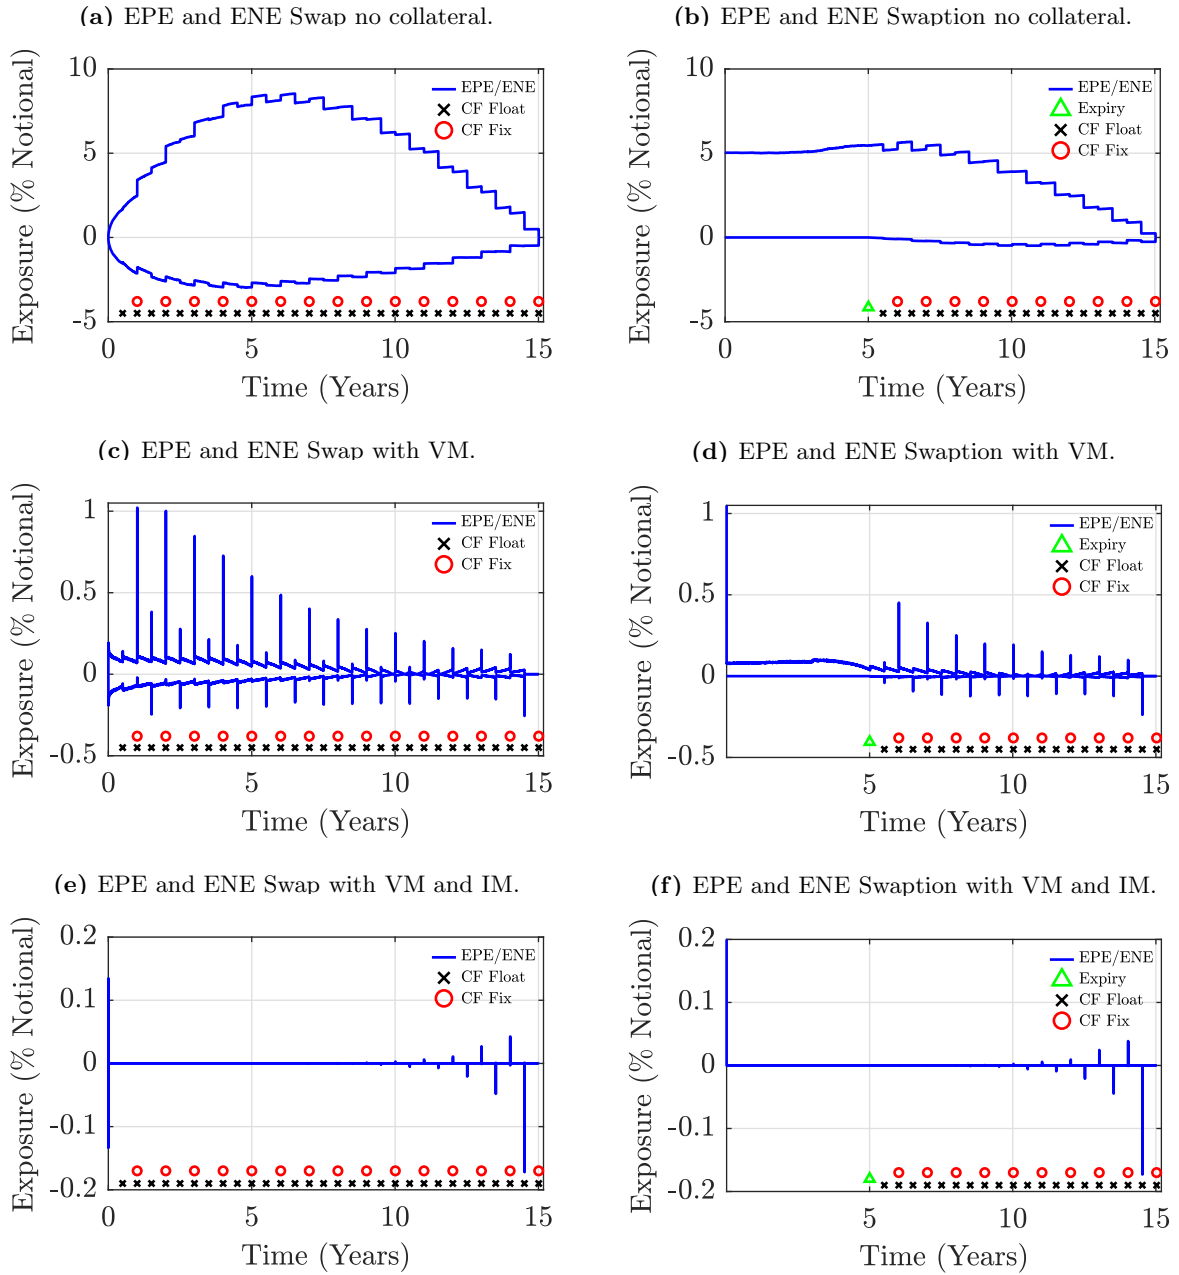 (a) EPE and ENE Swap no collateral.
Exposure (% Notional)
10
5
0
-5
EPE/ENE
CF Float
CF Fix
0 5 10 15
Time (Years)
(b) EPE and ENE Swaption no collateral.
Exposure (% Notional)
10
5
0
-5
EPE/ENE
Expiry
CF Float
CF Fix
0 5 10 15
Time (Years)
(c) EPE and ENE Swap with VM.
Exposure (% Notional)
1
0.5
0
-0.5
EPE/ENE
CF Float
CF Fix
0 5 10 15
Time (Years)
(d) EPE and ENE Swaption with VM.
Exposure (% Notional)
1
0.5
0
-0.5
EPE/ENE
Expiry
CF Float
CF Fix
5 10 15
Time (Years)
(e) EPE and ENE Swap with VM and IM.
Exposure (% Notional)
0.2
0.1
0
-0.1
-0.2
EPE/ENE
CF Float
CF Fix
0 5 10 15
Time (Years)
(f) EPE and ENE Swaption with VM and IM.
Exposure (% Notional)
0.2
0.1
0
-0.1
-0.2
EPE/ENE
Expiry
CF Float
CF Fix
5 10 15
Time (Years)